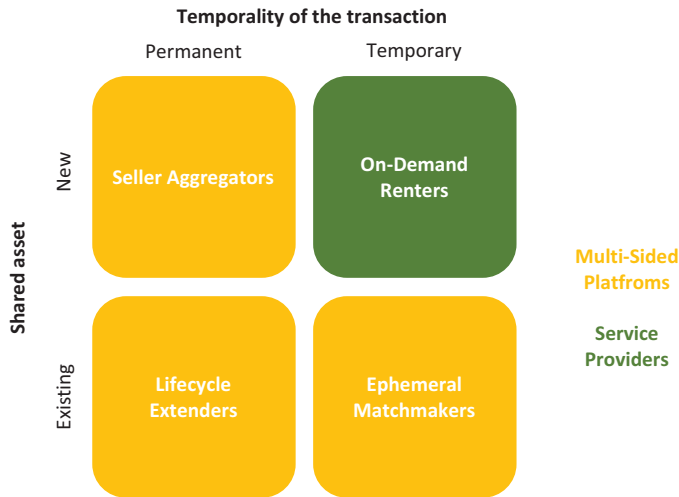 Temporality of the transaction
Permanent
Temporary
Shared asset
New
Seller Aggregators
On-Demand
Renters
Existing
Lifecycle
Extenders
Ephemeral
Matchmakers
Multi-Sided
Platfroms
Service
Providers